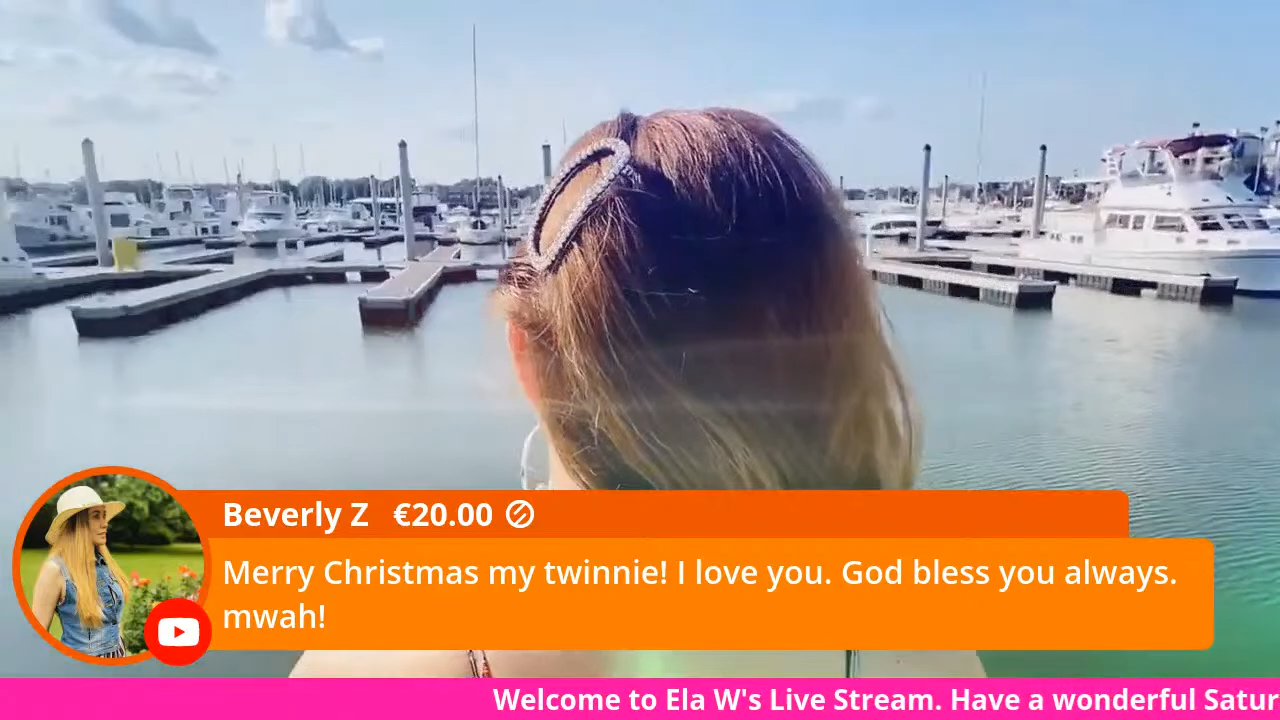 Beverly Z €20.00
Merry Christmas my twinnie! I love you. God bless you always.
mwah!
Welcome to Ela W's Live Stream. Have a wonderful Satur